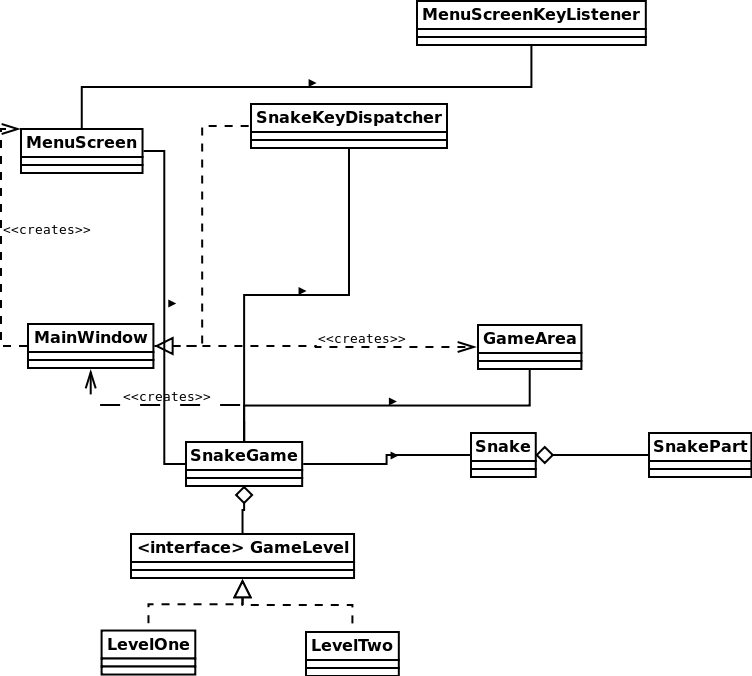 MenuScreenKeyListener
SnakeKeyDispatcher
MenuScreen
<<creates>>
MainWindow
<<creates>>
GameArea
<<creates>>
SnakeGame
Snake
SnakePart
<interface> GameLevel
LevelOne
LevelTwo